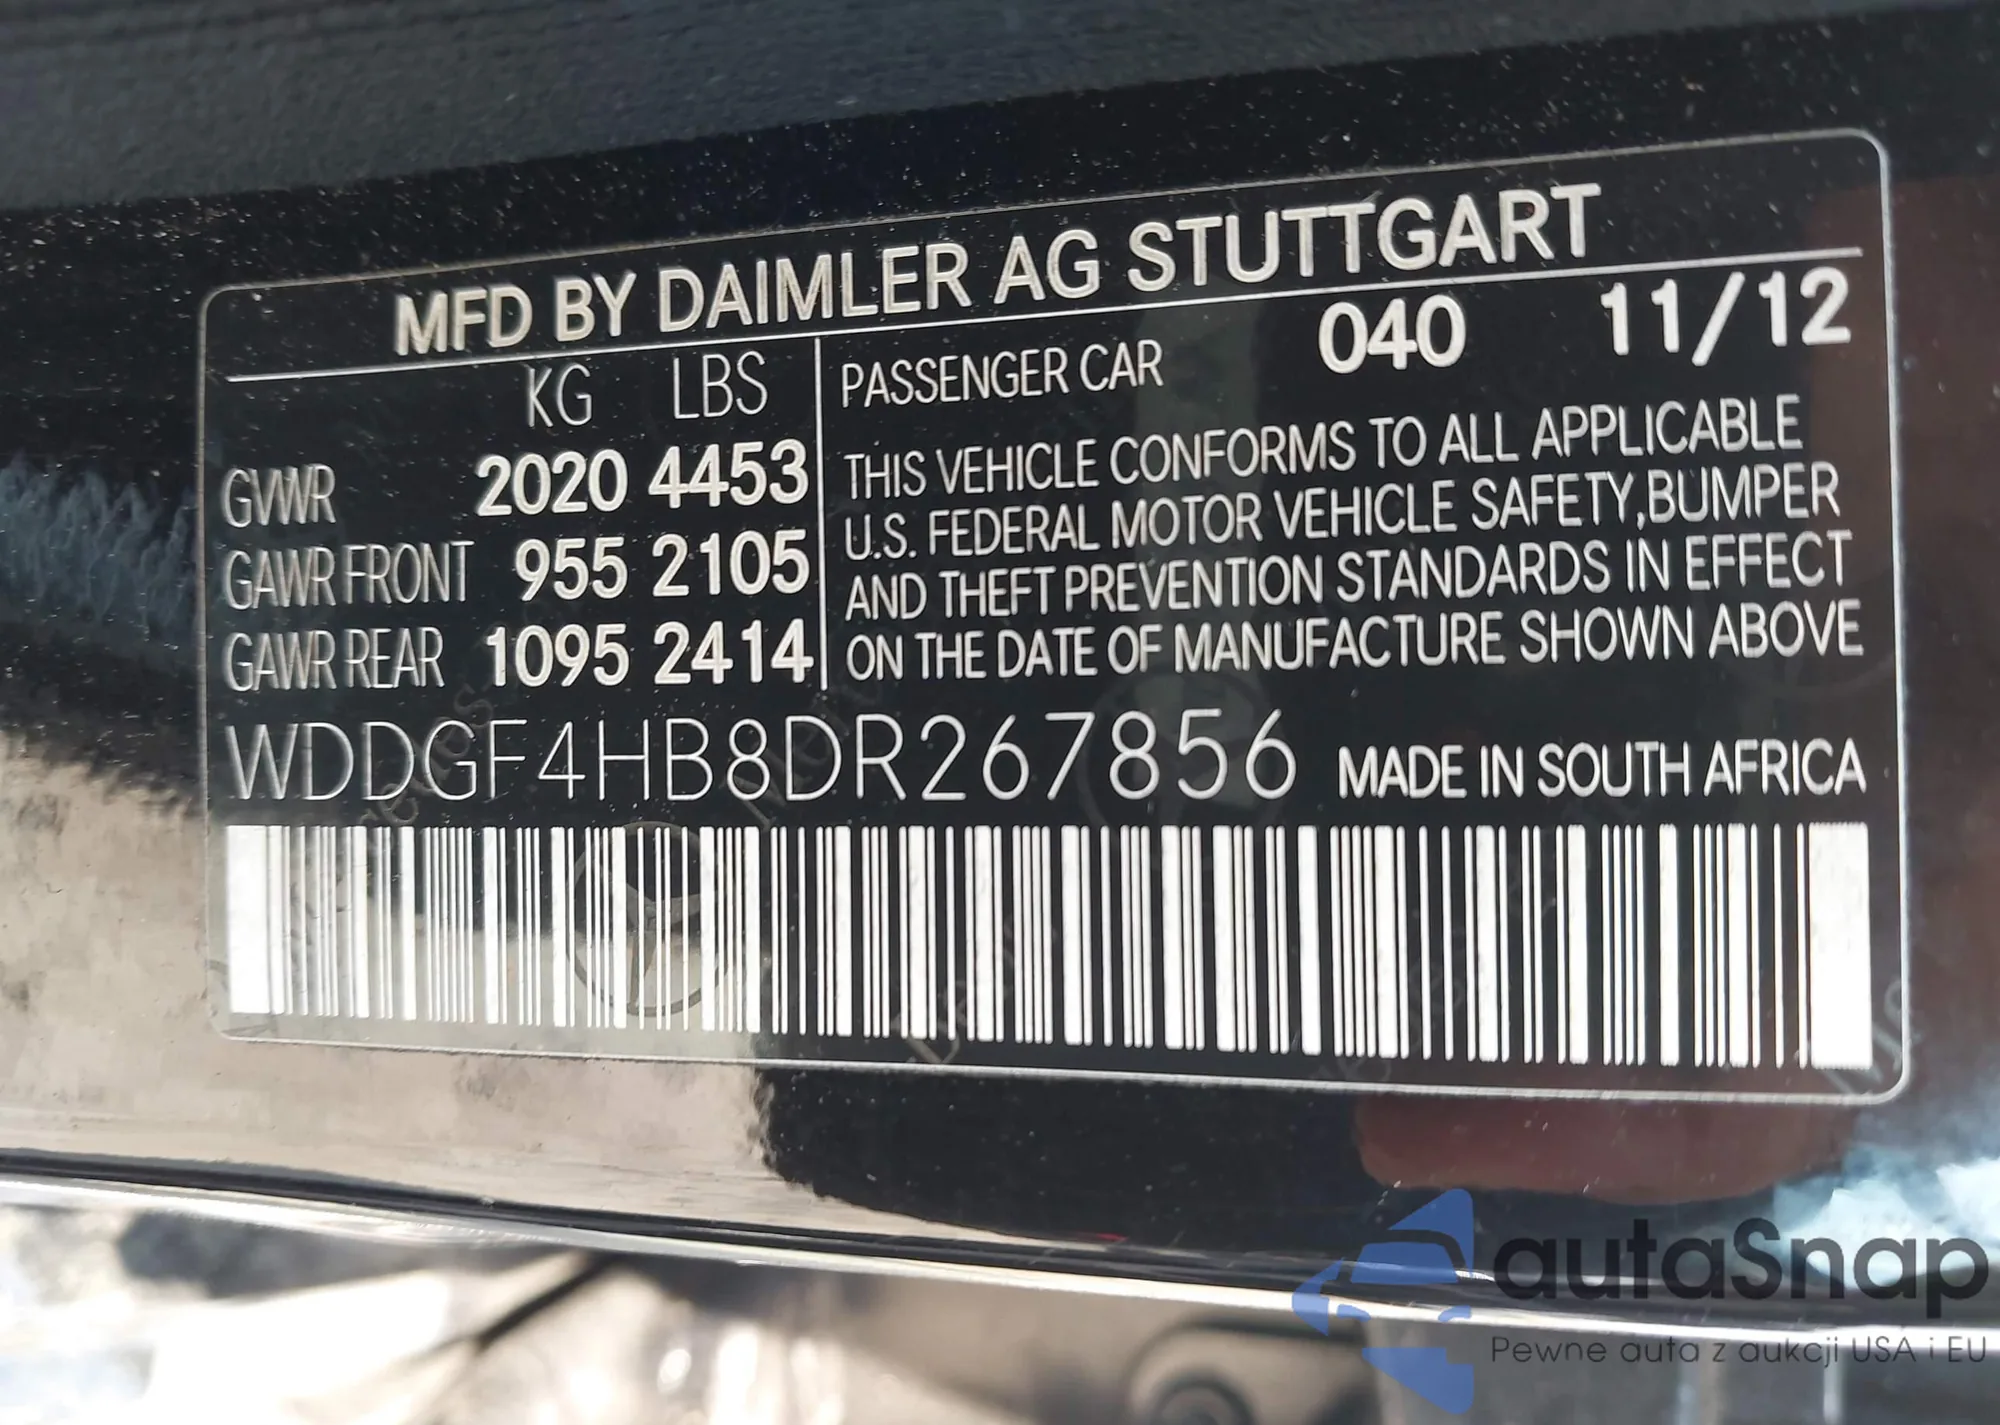 MFD BY DAIMLER AG STUTTGART
KG LBS
GVWR 2020 4453
GAWR FRONT 955 2105
GAWR REAR 1095 2414
PASSENGER CAR 040 11/12
THIS VEHICLE CONFORMS TO ALL APPLICABLE
U.S. FEDERAL MOTOR VEHICLE SAFETY,BUMPER
AND THEFT PREVENTION STANDARDS IN EFFECT
ON THE DATE OF MANUFACTURE SHOWN ABOVE
WDDGF4HB8DR267856 MADE IN SOUTH AFRICA
autaSnap
Pewne auta z aukcji USA i EU